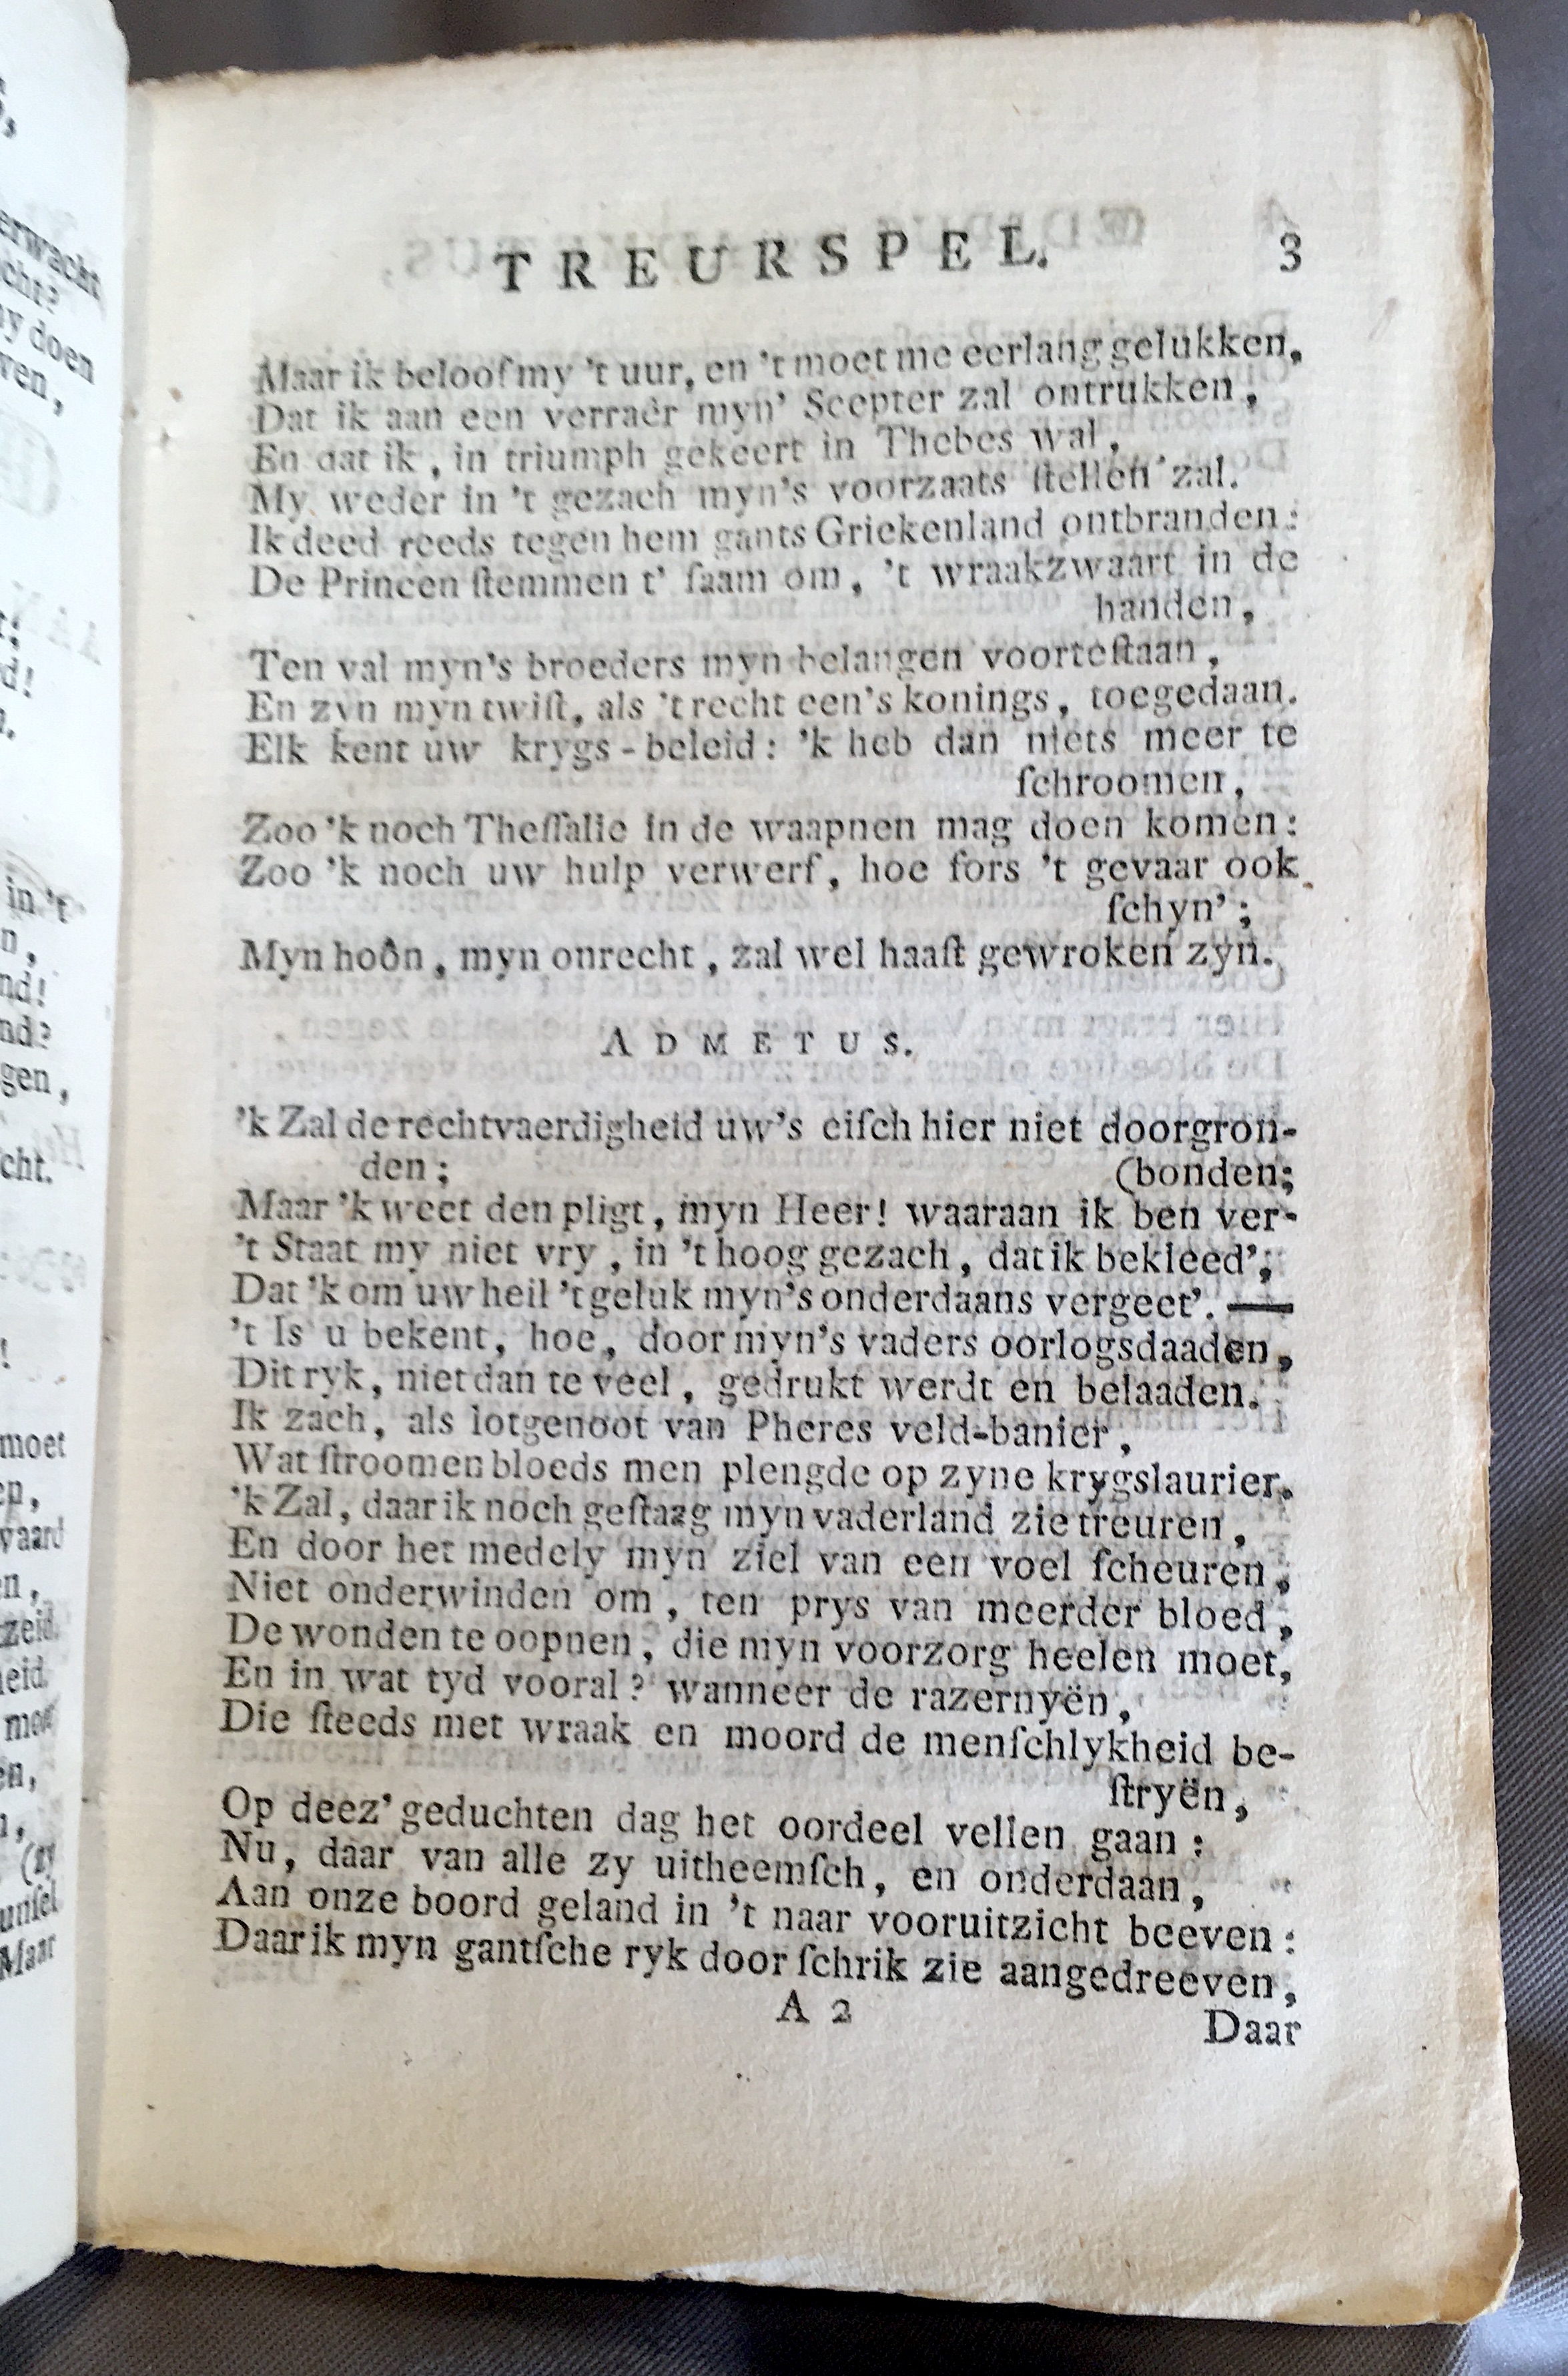 TREURSPEL. 3
Maar ik beloof my 't uur, en 't moet me eerlang gelukken,
Dat ik aan een verraêr myn' Scepter zal ontrukken,
En dat ik, in triumph gekeert in Thebes wal,
My weder in 't gezach myn's voorzaats ſtellen zal.
Ik deed reeds tegen hem gants Griekenland ontbranden:
De Princen ſtemmen t' ſaam om, 't wraakzwaart in de
handen,
Ten val myn's broeders myn belangen voorteſtaan,
En zyn myn twiſt, als 't recht een's konings, toegedaan.
Elk kent uw krygs-beleid: 'k heb dan niets meer te
ſchroomen,
Zoo 'k noch Theſſalie in de waapnen mag doen komen:
Zoo 'k noch uw hulp verwerf, hoe fors 't gevaar ook
ſchyn';
Myn hoôn, myn onrecht, zal wel haaſt gewroken zyn.
ADMETUS.
'k Zal de rechtvaerdigheid uw's eiſch hier niet doorgron-
den; (bonden;
Maar 'k weet den pligt, myn Heer! waaraan ik ben ver-
't Staat my niet vry, in 't hoog gezach, dat ik bekleed',
Dat 'k om uw heil 't geluk myn's onderdaans vergeet'. —
't Is u bekent, hoe, door myn's vaders oorlogsdaaden,
Dit ryk, niet dan te veel, gedrukt werdt en belaaden.
Ik zach, als lotgenoot van Pheres veld-banier,
Wat ſtroomen bloeds men plengde op zyne krygslaurier.
'k Zal, daar ik noch geſtaag myn vaderland zie treuren,
En door het medely myn ziel van een voel ſcheuren,
Niet onderwinden om, ten prys van meerder bloed,
De wonden te oopnen, die myn voorzorg heelen moet,
En in wat tyd vooral? wanneer de razernyën,
Die ſteeds met wraak en moord de menſchlykheid be-
ſtryën,
Op deez' geduchten dag het oordeel vellen gaan:
Nu, daar van alle zy uitheemſch, en onderdaan,
Aan onze boord geland in 't naar vooruitzicht beeven:
Daar ik myn gantſche ryk door ſchrik zie aangedreeven,
A 2
Daar